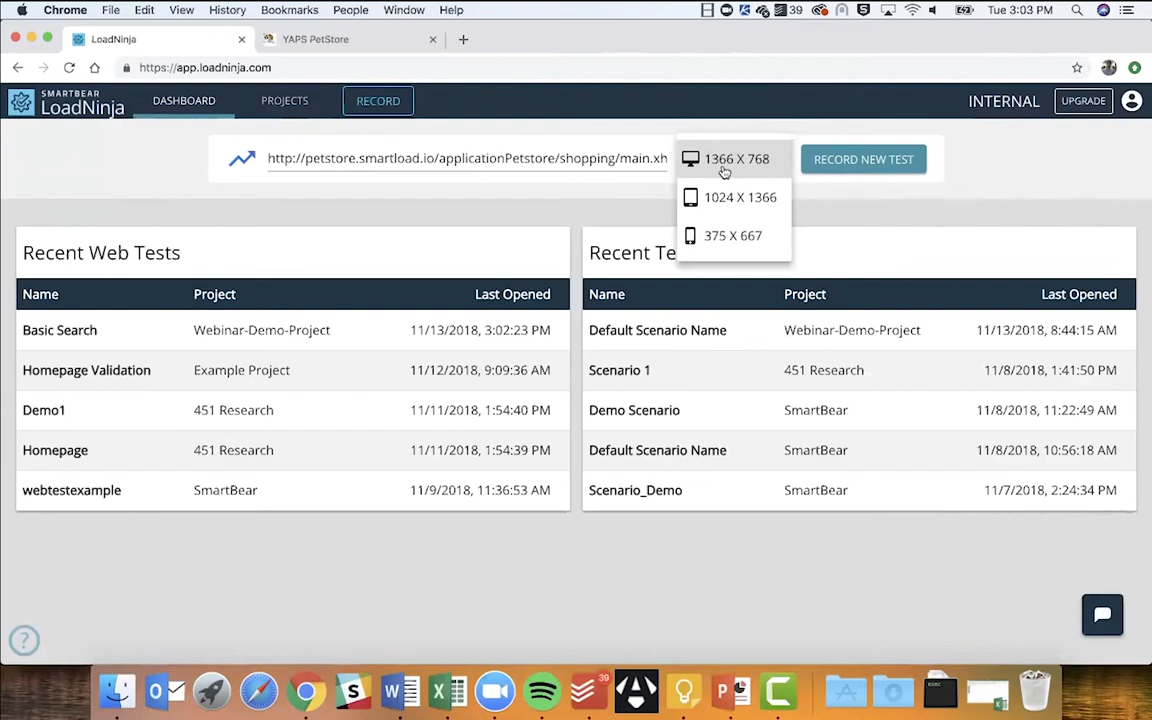 Chrome File Edit View History Bookmarks People Window Help 39 Tue 3:03 PM
LoadNinja YAPS PetStore
https://app.loadninja.com
SMARTBEAR
LoadNinja DASHBOARD PROJECTS RECORD INTERNAL UPGRADE
http://petstore.smartload.io/applicationPetstore/shopping/main.xh 1366 X 768 RECORD NEW TEST
1024 X 1366
375 X 667
Recent Web Tests
Name Project Last Opened
Basic Search Webinar-Demo-Project 11/13/2018, 3:02:23 PM
Homepage Validation Example Project 11/12/2018, 9:09:36 AM
Demo1 451 Research 11/11/2018, 1:54:40 PM
Homepage 451 Research 11/11/2018, 1:54:39 PM
webtestexample SmartBear 11/9/2018, 11:36:53 AM
Recent Te
Name Project Last Opened
Default Scenario Name Webinar-Demo-Project 11/13/2018, 8:44:15 AM
Scenario 1 451 Research 11/8/2018, 1:41:50 PM
Demo Scenario SmartBear 11/8/2018, 11:22:49 AM
Default Scenario Name SmartBear 11/8/2018, 10:56:18 AM
Scenario_Demo SmartBear 11/7/2018, 2:24:34 PM
?
39